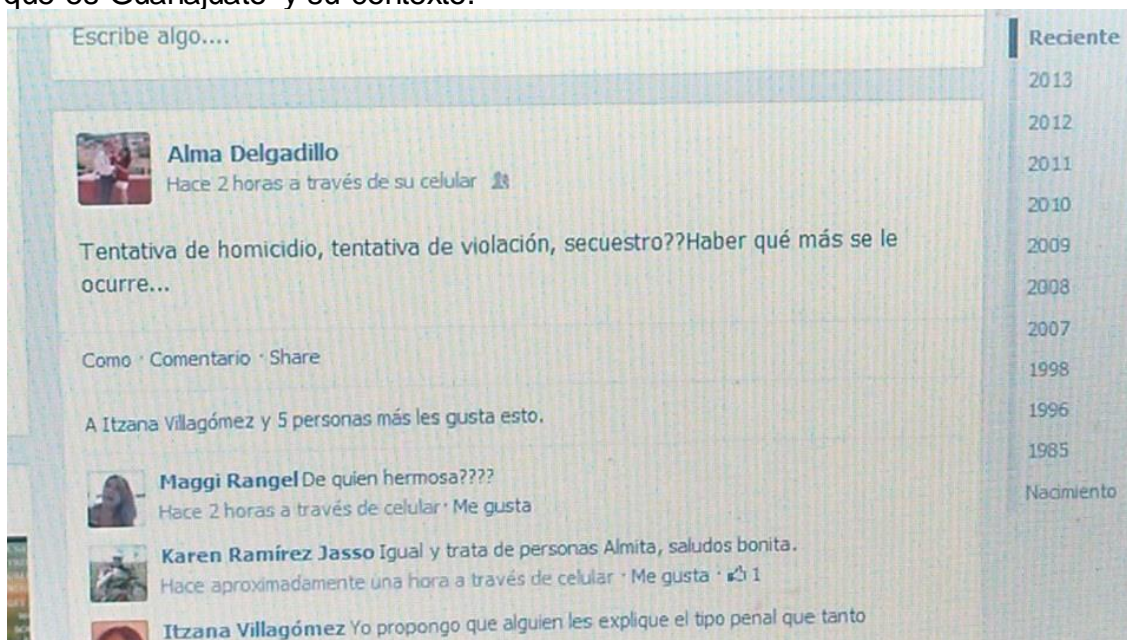 que es Guanajuato y su contexto.
Escribe algo....
Alma Delgadillo
Hace 2 horas a través de su celular
Tentativa de homicidio, tentativa de violación, secuestro??Haber qué más se le
ocurre...
Como · Comentario · Share
A Itzana Villagómez y 5 personas más les gusta esto.
Maggi Rangel De quien hermosa????
Hace 2 horas a través de celular · Me gusta
Karen Ramírez Jasso Igual y trata de personas Almita, saludos bonita.
Hace aproximadamente una hora a través de celular · Me gusta · 1
Itzana Villagómez Yo propongo que alguien les explique el tipo penal que tanto
Reciente
2013
2012
2011
2010
2009
2008
2007
1998
1996
1985
Nacimiento